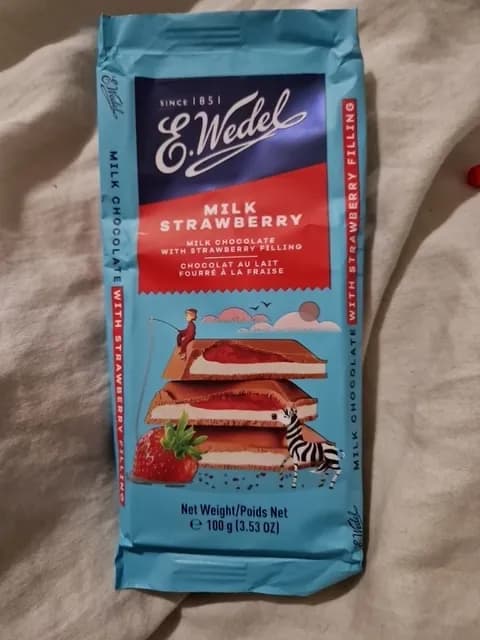 SINCE 1851
E. Wedel
MILK
STRAWBERRY
MILK CHOCOLATE
WITH STRAWBERRY FILLING
CHOCOLAT AU LAIT
FOURRÉ À LA FRAISE
Net Weight/Poids Net
℮ 100 g (3.53 OZ)
E. Wedel
MILK CHOCOLATE WITH STRAWBERRY FILLING
MILK CHOCOLATE WITH STRAWBERRY FILLING
E. Wedel